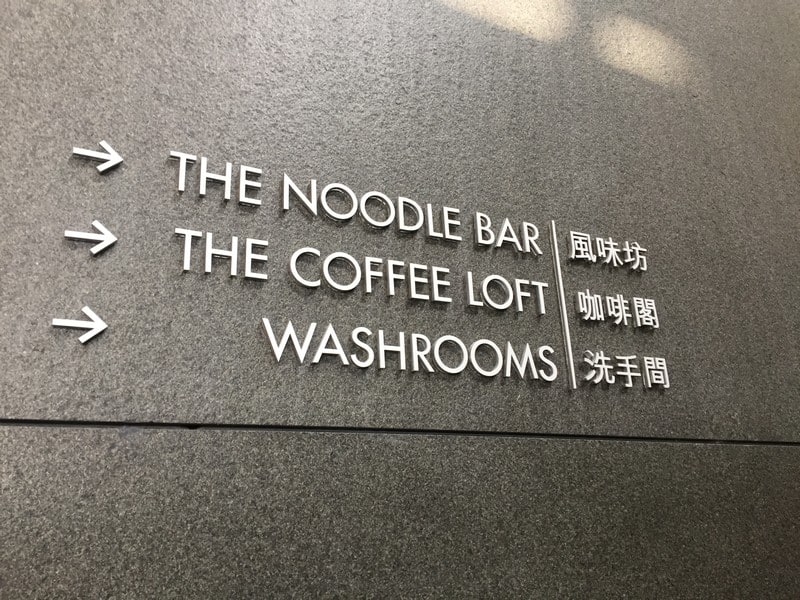 → THE NOODLE BAR | 風味坊
→ THE COFFEE LOFT | 咖啡閣
→ WASHROOMS | 洗手間